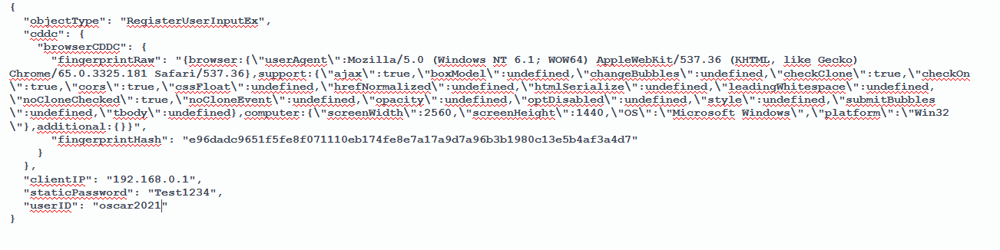 {
  "objectType": "RegisterUserInputEx",
  "cddc": {
    "browserCDDC": {
      "fingerprintRaw": "{browser:{\"userAgent\":Mozilla/5.0 (Windows NT 6.1; WOW64) AppleWebKit/537.36 (KHTML, like Gecko)
Chrome/65.0.3325.181 Safari/537.36},support:{\"ajax\":true,\"boxModel\":undefined,\"changeBubbles\":undefined,\"checkClone\":true,\"checkOn
\":true,\"cors\":true,\"cssFloat\":undefined,\"hrefNormalized\":undefined,\"htmlSerialize\":undefined,\"leadingWhitespace\":undefined,
\"noCloneChecked\":true,\"noCloneEvent\":undefined,\"opacity\":undefined,\"optDisabled\":undefined,\"style\":undefined,\"submitBubbles
\":undefined,\"tbody\":undefined},computer:{\"screenWidth\":2560,\"screenHeight\":1440,\"OS\":\"Microsoft Windows\",\"platform\":\"Win32
\"},additional:{}}",
      "fingerprintHash": "e96dadc9651f5fe8f071110eb174fe8e7a17a9d7a96b3b1980c13e5b4af3a4d7"
    }
  },
  "clientIP": "192.168.0.1",
  "staticPassword": "Test1234",
  "userID": "oscar2021"
}